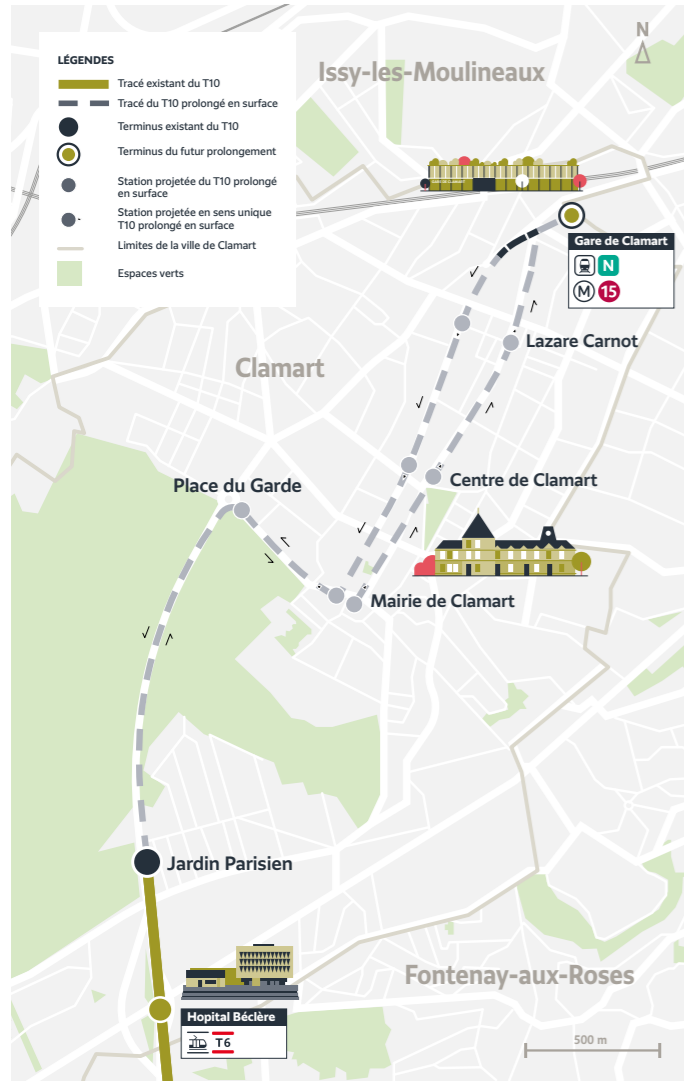 Issy-les-Moulineaux
N
LÉGENDES
Tracé existant du T10
Tracé du T10 prolongé en surface
Terminus existant du T10
Terminus du futur prolongement
Station projetée du T10 prolongé
en surface
Station projetée en sens unique
T10 prolongé en surface
Limites de la ville de Clamart
Espaces verts
Gare de Clamart
N
M 15
Lazare Carnot
Clamart
Centre de Clamart
Place du Garde
Mairie de Clamart
Jardin Parisien
Fontenay-aux-Roses
Hopital Béclère
T6
500 m